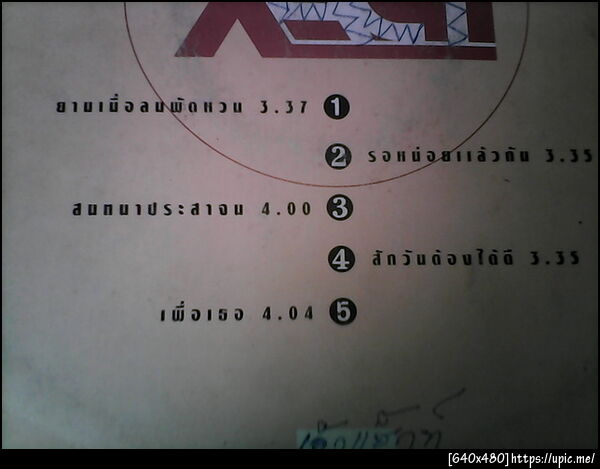 ยามเมื่อลมพัดหวน 3.37 1
2 รอหน่อยแล้วกัน 3.35
สนทนาประสาจน 4.00 3
4 สักวันต้องได้ดี 3.35
เพื่อเธอ 4.04 5
[640x480]https://upic.me/